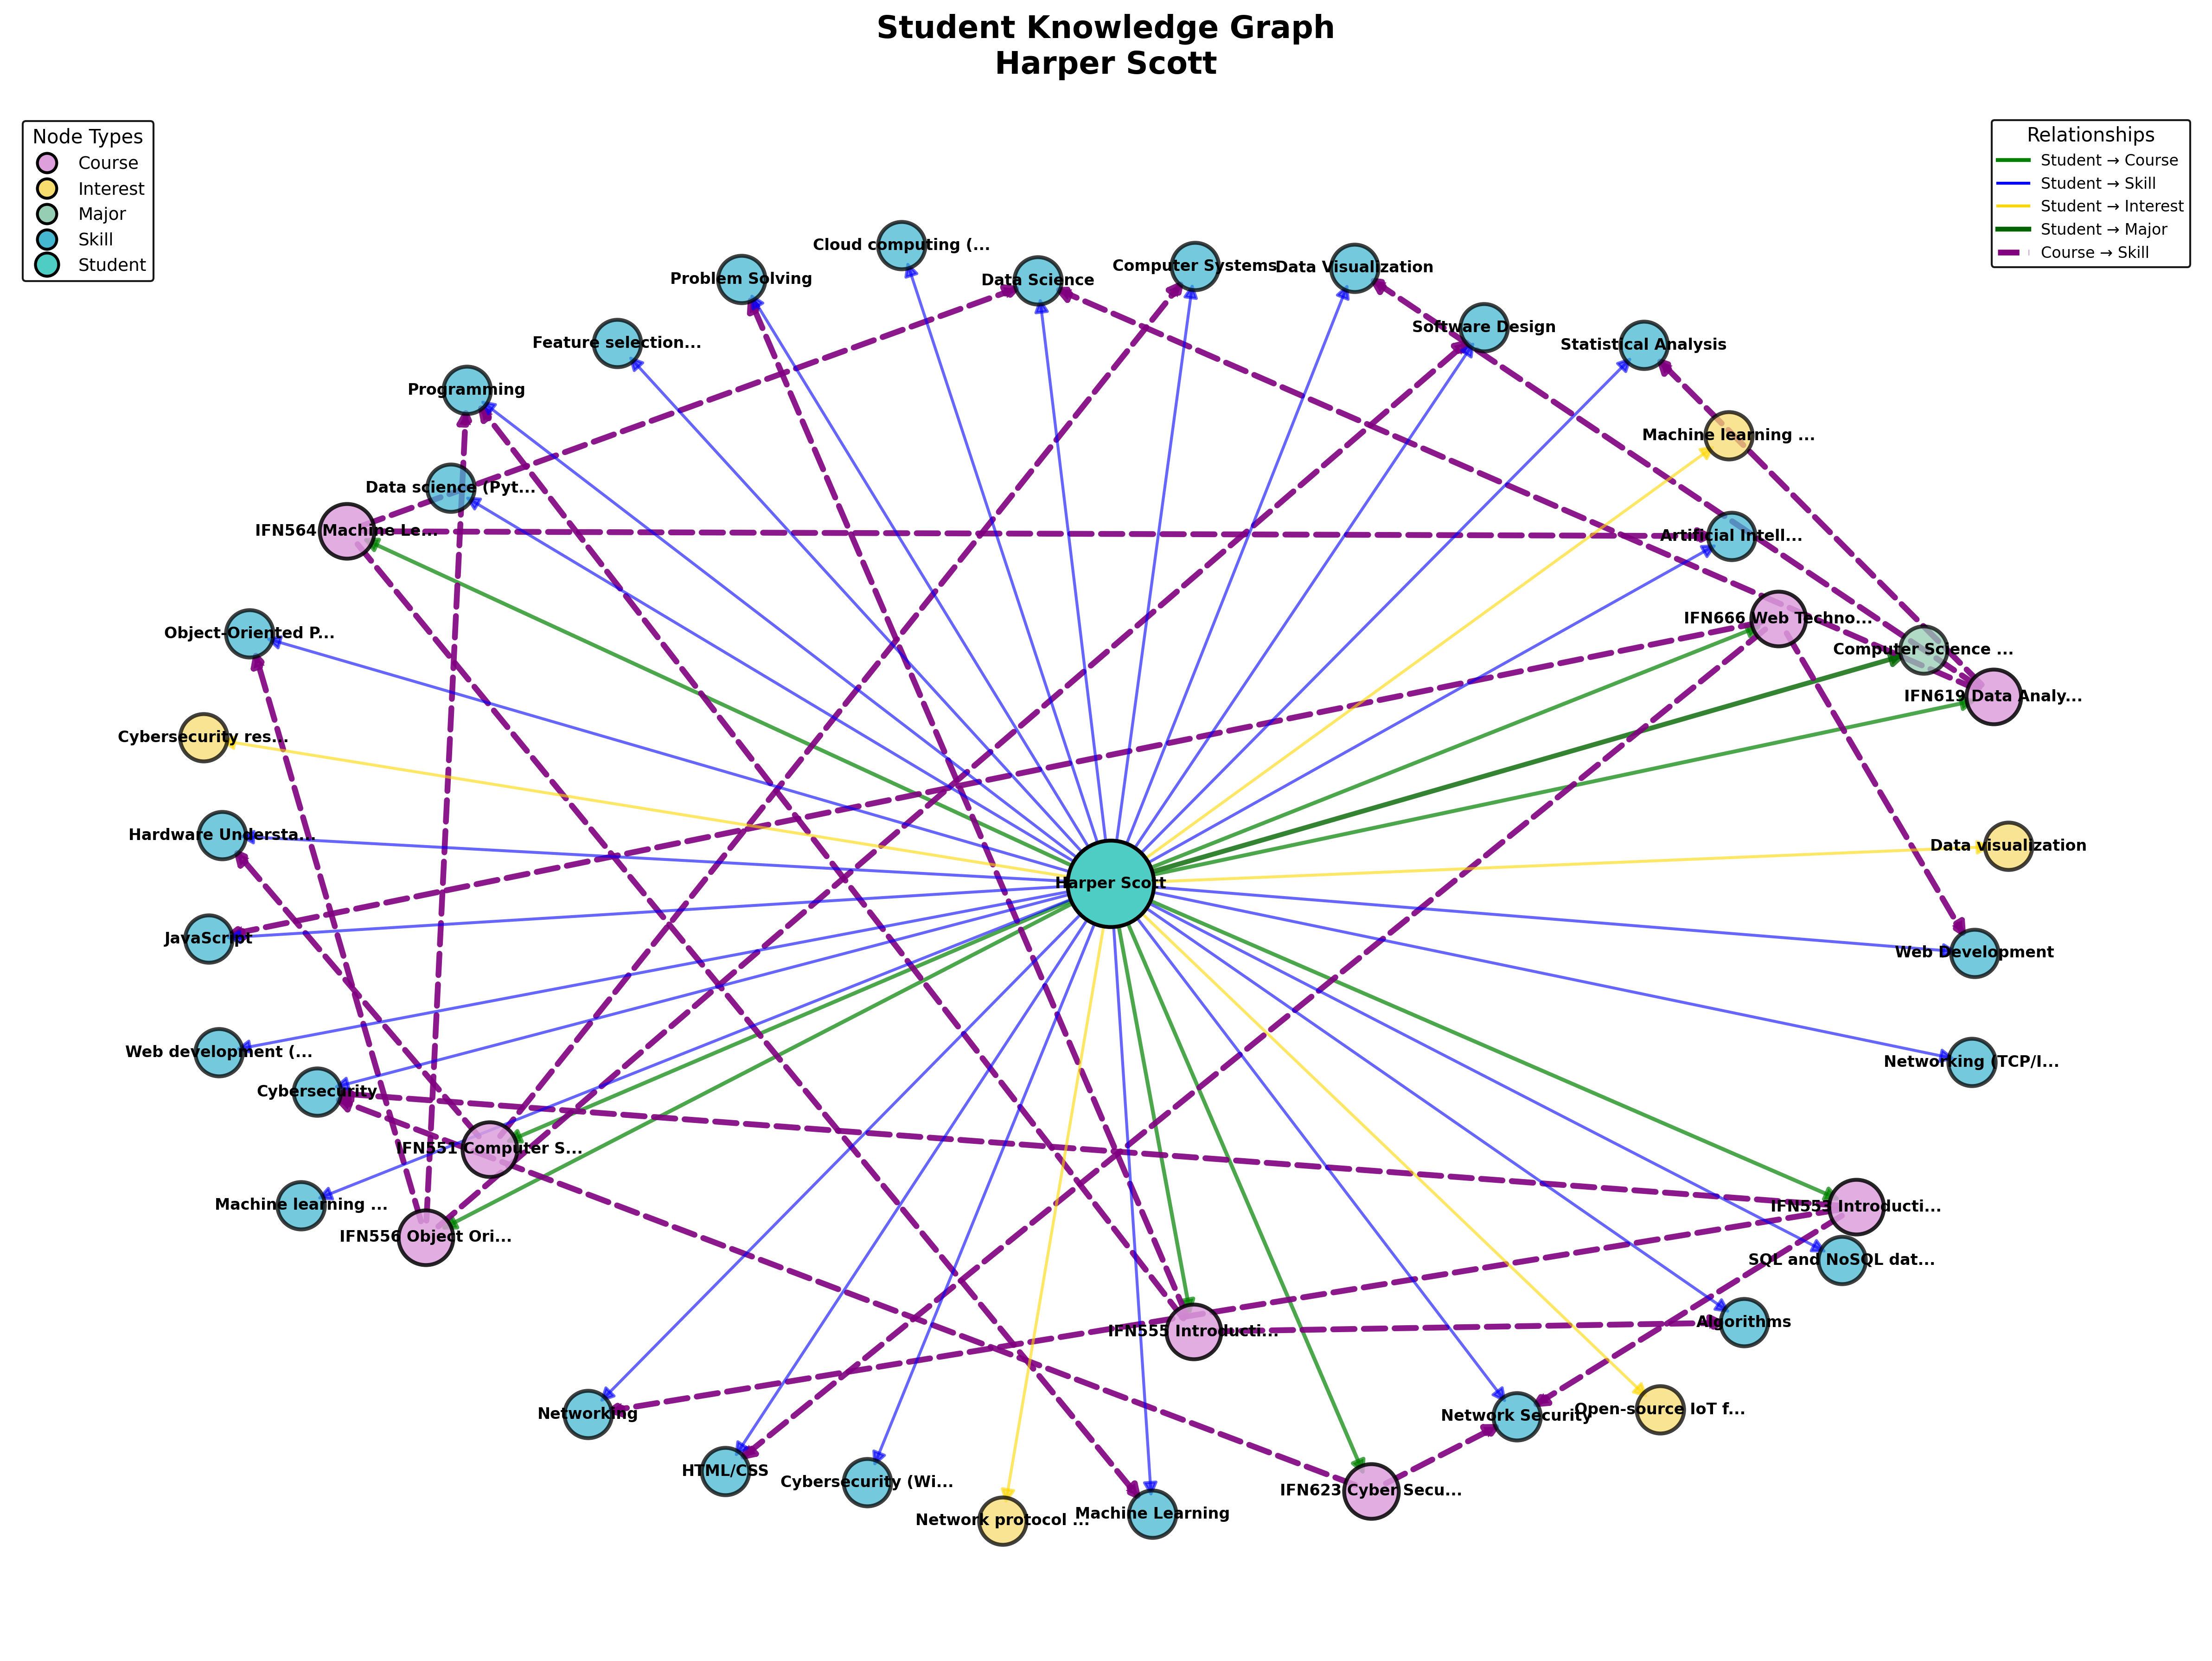 Student Knowledge Graph
Harper Scott
Node Types
Course
Interest
Major
Skill
Student
Relationships
Student → Course
Student → Skill
Student → Interest
Student → Major
Course → Skill
Cloud computing (...
Problem Solving
Data Science
Computer Systems
Data Visualization
Feature selection...
Software Design
Statistical Analysis
Programming
Machine learning ...
Data science (Pyt...
IFN564 Machine Le...
Artificial Intell...
Object-Oriented P...
IFN666 Web Techno...
Computer Science ...
IFN619 Data Analy...
Cybersecurity res...
Hardware Understa...
Data visualization
Harper Scott
JavaScript
Web Development
Web development (...
Networking (TCP/I...
Cybersecurity
IFN551 Computer S...
Machine learning ...
IFN553 Introducti...
IFN556 Object Ori...
SQL and NoSQL dat...
IFN555 Introducti...
Algorithms
Networking
Network Security
Open-source IoT f...
HTML/CSS
Cybersecurity (Wi...
IFN623 Cyber Secu...
Network protocol ...
Machine Learning